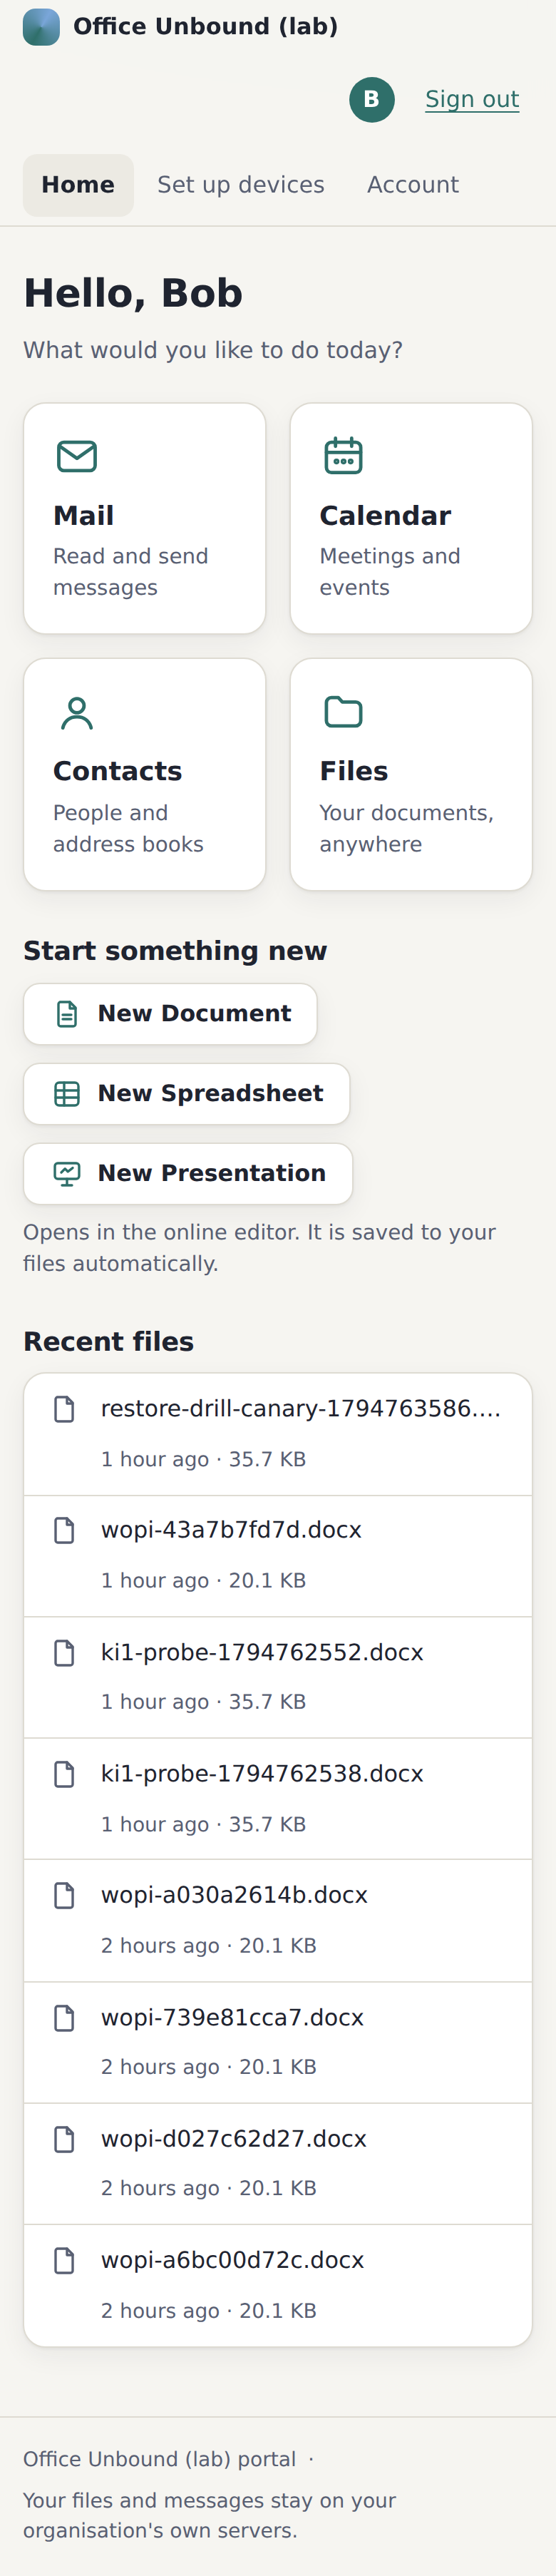 Office Unbound (lab)
B Sign out
Home Set up devices Account
Hello, Bob
What would you like to do today?
Mail
Read and send
messages
Calendar
Meetings and
events
Contacts
People and
address books
Files
Your documents,
anywhere
Start something new
New Document
New Spreadsheet
New Presentation
Opens in the online editor. It is saved to your
files automatically.
Recent files
restore-drill-canary-1794763586.…
1 hour ago · 35.7 KB
wopi-43a7b7fd7d.docx
1 hour ago · 20.1 KB
ki1-probe-1794762552.docx
1 hour ago · 35.7 KB
ki1-probe-1794762538.docx
1 hour ago · 35.7 KB
wopi-a030a2614b.docx
2 hours ago · 20.1 KB
wopi-739e81cca7.docx
2 hours ago · 20.1 KB
wopi-d027c62d27.docx
2 hours ago · 20.1 KB
wopi-a6bc00d72c.docx
2 hours ago · 20.1 KB
Office Unbound (lab) portal ·
Your files and messages stay on your
organisation's own servers.